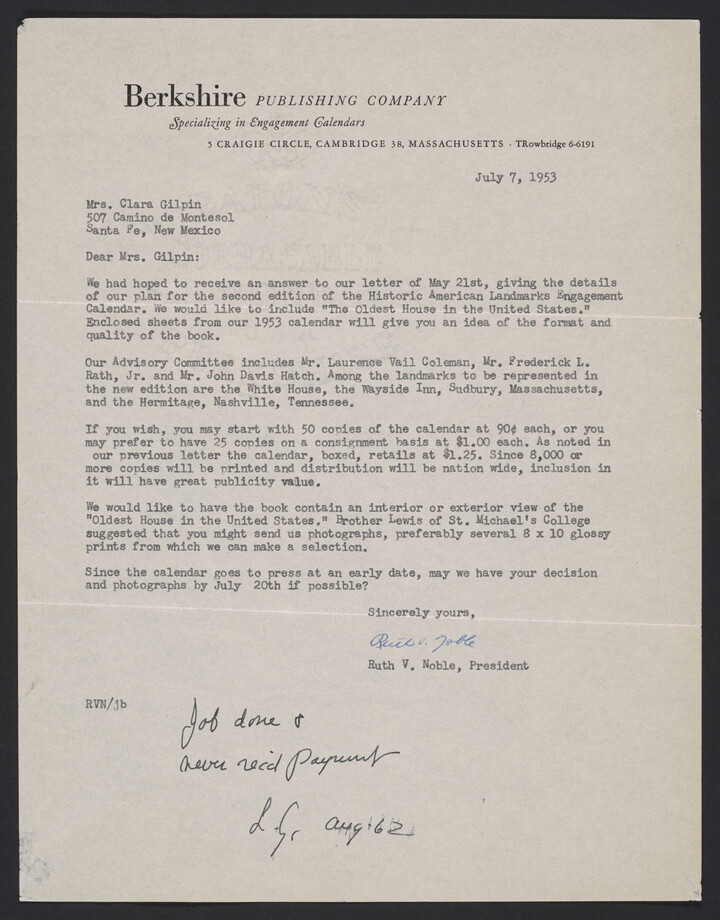 Berkshire PUBLISHING COMPANY
Specializing in Engagement Calendars
5 CRAIGIE CIRCLE, CAMBRIDGE 38, MASSACHUSETTS · TRowbridge 6-6191
July 7, 1953
Mrs. Clara Gilpin
507 Camino de Montesol
Santa Fe, New Mexico
Dear Mrs. Gilpin:
We had hoped to receive an answer to our letter of May 21st, giving the details
of our plan for the second edition of the Historic American Landmarks Engagement
Calendar. We would like to include "The Oldest House in the United States."
Enclosed sheets from our 1953 calendar will give you an idea of the format and
quality of the book.
Our Advisory Committee includes Mr. Laurence Vail Coleman, Mr. Frederick L.
Rath, Jr. and Mr. John Davis Hatch. Among the landmarks to be represented in
the new edition are the White House, the Wayside Inn, Sudbury, Massachusetts,
and the Hermitage, Nashville, Tennessee.
If you wish, you may start with 50 copies of the calendar at 90¢ each, or you
may prefer to have 25 copies on a consignment basis at $1.00 each. As noted in
our previous letter the calendar, boxed, retails at $1.25. Since 8,000 or
more copies will be printed and distribution will be nation wide, inclusion in
it will have great publicity value.
We would like to have the book contain an interior or exterior view of the
"Oldest House in the United States." Brother Lewis of St. Michael's College
suggested that you might send us photographs, preferably several 8 x 10 glossy
prints from which we can make a selection.
Since the calendar goes to press at an early date, may we have your decision
and photographs by July 20th if possible?
Sincerely yours,
Ruth V. Noble
Ruth V. Noble, President
RVN/jb
Job done &
never rec'd Payment
L.G. Aug 62